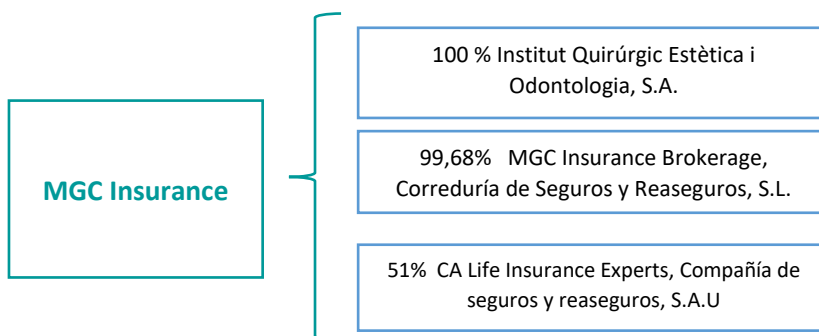 MGC Insurance
100 % Institut Quirúrgic Estètica i
Odontologia, S.A.
99,68% MGC Insurance Brokerage,
Correduría de Seguros y Reaseguros, S.L.
51% CA Life Insurance Experts, Compañía de
seguros y reaseguros, S.A.U